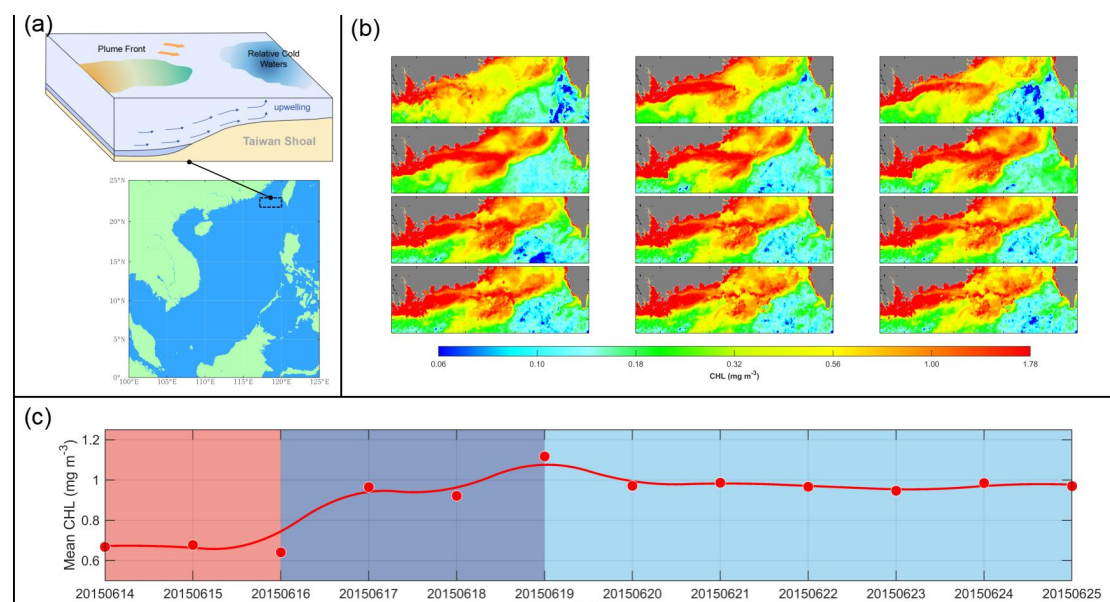 (a)
Plume Front
Relative Cold
Waters
upwelling
Taiwan Shoal
25°N
20°N
15°N
10°N
5°N
0°
100°E 105°E 110°E 115°E 120°E 125°E
(b)
0.06 0.10 0.18 0.32 0.56 1.00 1.78
CHL (mg m⁻³)
(c)
Mean CHL (mg m⁻³)
1.2
1
0.8
0.6
20150614 20150615 20150616 20150617 20150618 20150619 20150620 20150621 20150622 20150623 20150624 20150625